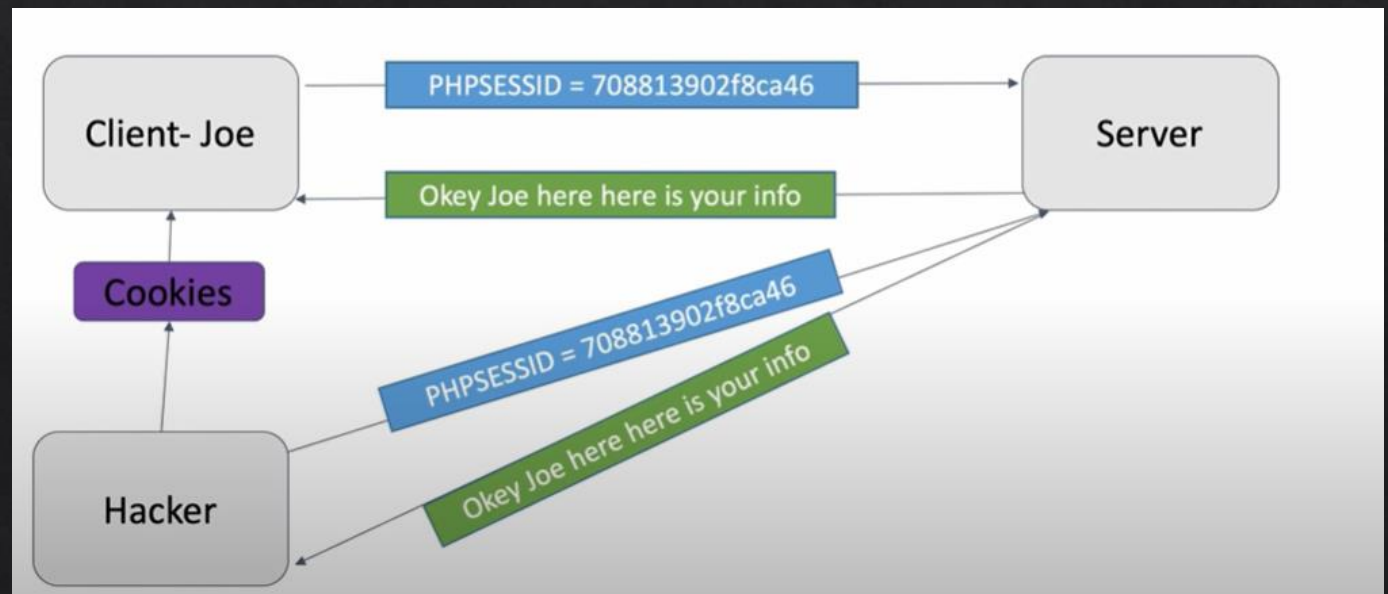 Client- Joe
PHPSESSID = 708813902f8ca46
Server
Okey Joe here here is your info
Cookies
PHPSESSID = 708813902f8ca46
Okey Joe here here is your info
Hacker